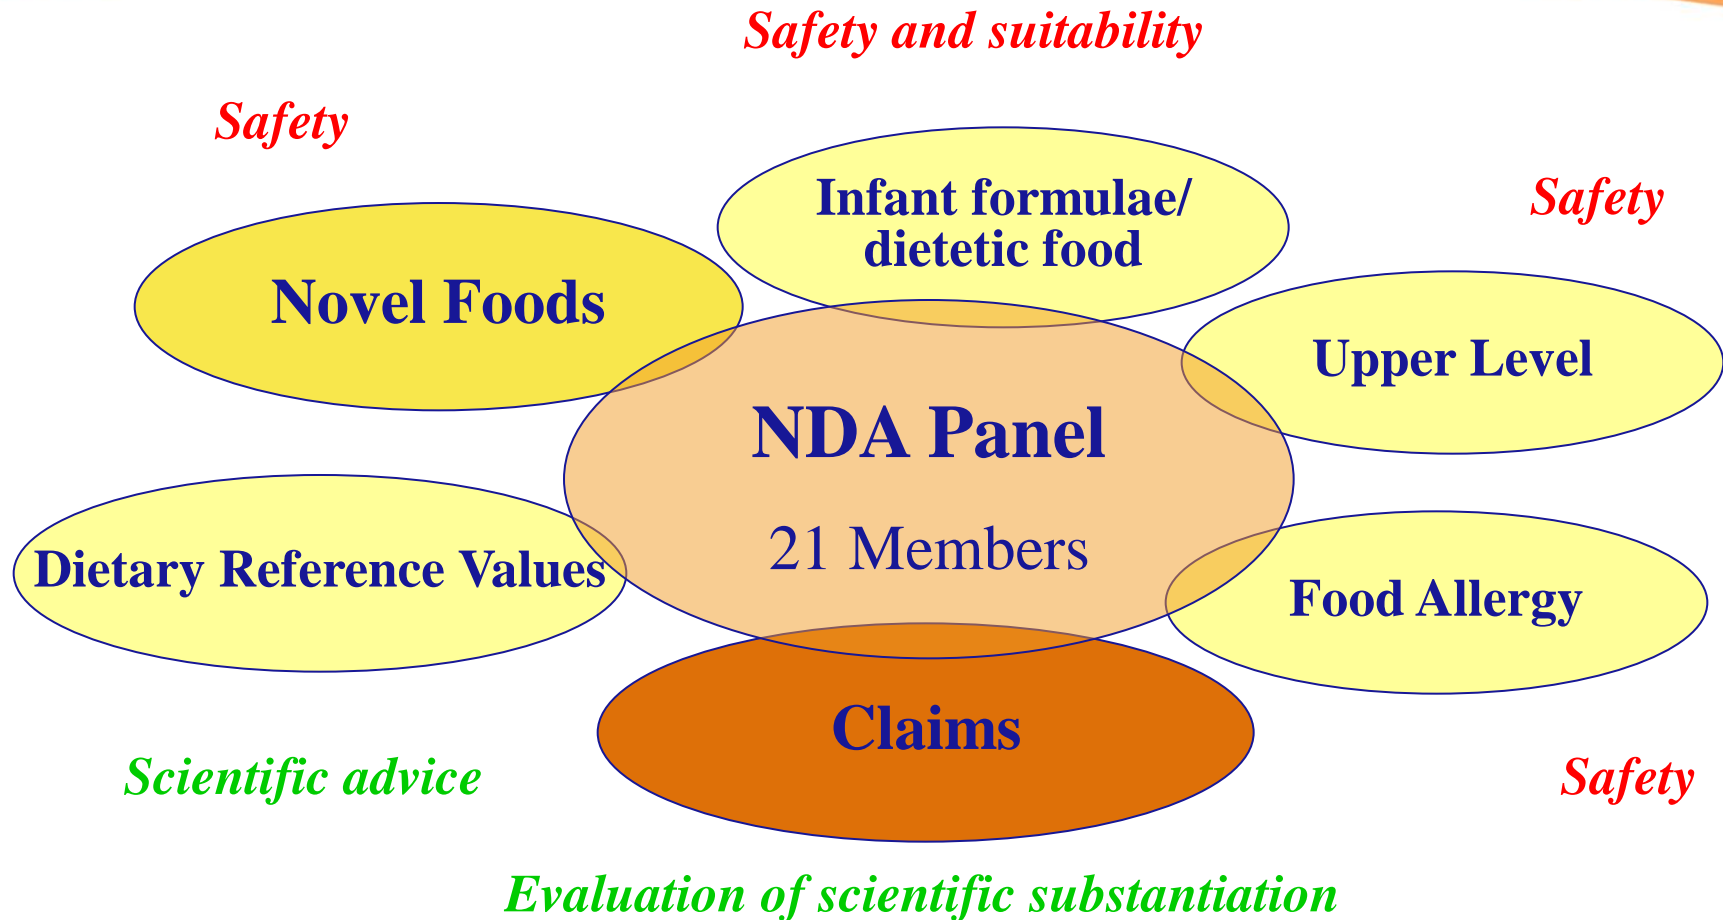 Safety and suitability
Safety
Infant formulae/
dietetic food
Safety
Novel Foods
Upper Level
NDA Panel
21 Members
Dietary Reference Values
Food Allergy
Claims
Scientific advice
Safety
Evaluation of scientific substantiation